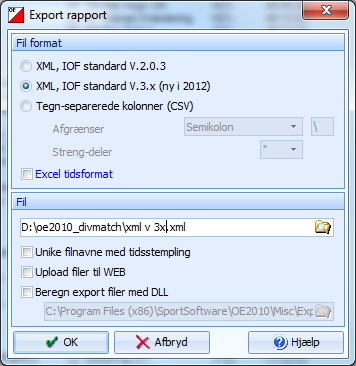 OE
Export rapport
Fil format
XML, IOF standard V.2.0.3
XML, IOF standard V.3.x (ny i 2012)
Tegn-separerede kolonner (CSV)
Afgrænser
Semikolon
\
Streng-deler
"
Excel tidsformat
Fil
D:\oe2010_divmatch\xml v 3x.xml
Unike filnavne med tidsstempling
Upload filer til WEB
Beregn export filer med DLL
C:\Program Files (x86)\SportSoftware\OE2010\Misc\Exp
OK
Afbryd
Hjælp